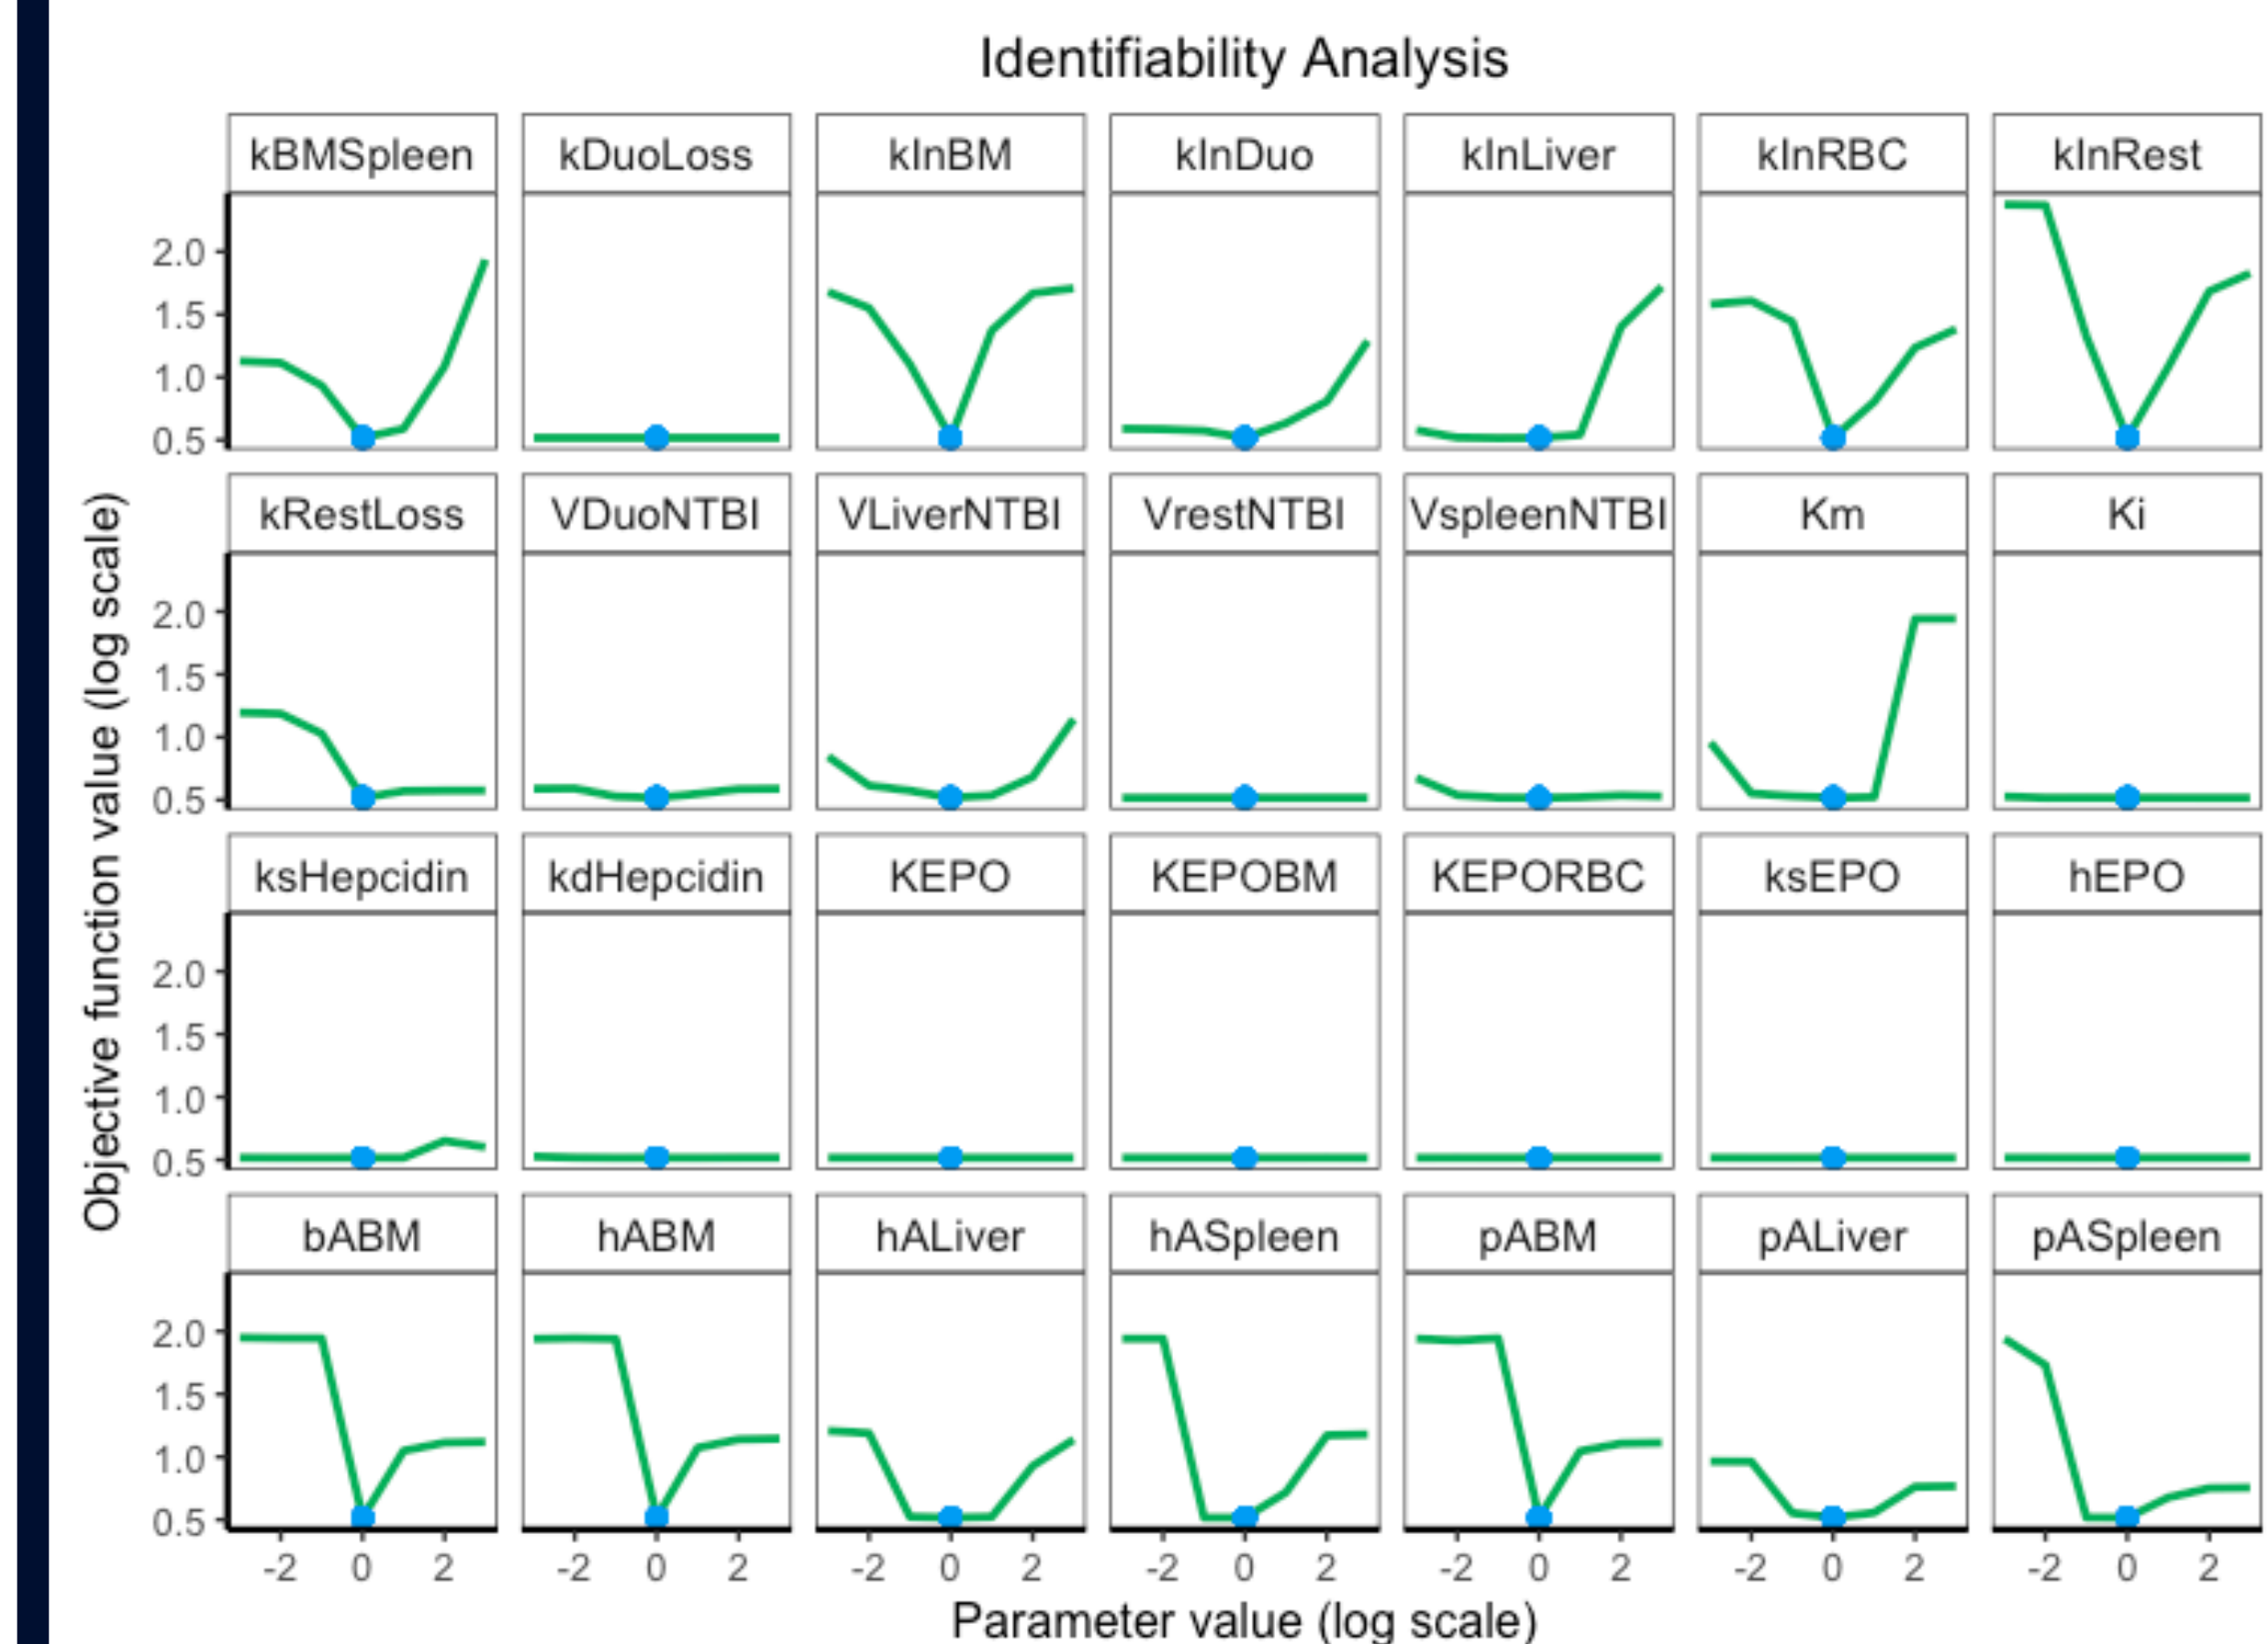 Identifiability Analysis
kBMSpleen kDuoLoss kInBM kInDuo kInLiver kInRBC kInRest
2.0
1.5
1.0
0.5
kRestLoss VDuoNTBI VLiverNTBI VrestNTBI VspleenNTBI Km Ki
2.0
1.5
1.0
0.5
ksHepcidin kdHepcidin KEPO KEPOBM KEPORBC ksEPO hEPO
2.0
1.5
1.0
0.5
bABM hABM hALiver hASpleen pABM pALiver pASpleen
2.0
1.5
1.0
0.5
-2 0 2 -2 0 2 -2 0 2 -2 0 2 -2 0 2 -2 0 2 -2 0 2
Parameter value (log scale)
Objective function value (log scale)